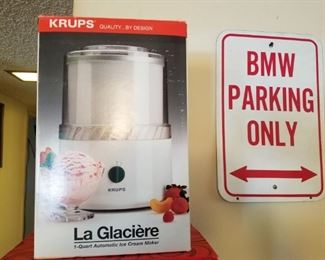 KRUPS QUALITY... BY DESIGN
KRUPS
La Glacière
1-Quart Automatic Ice Cream Maker
BMW
PARKING
ONLY